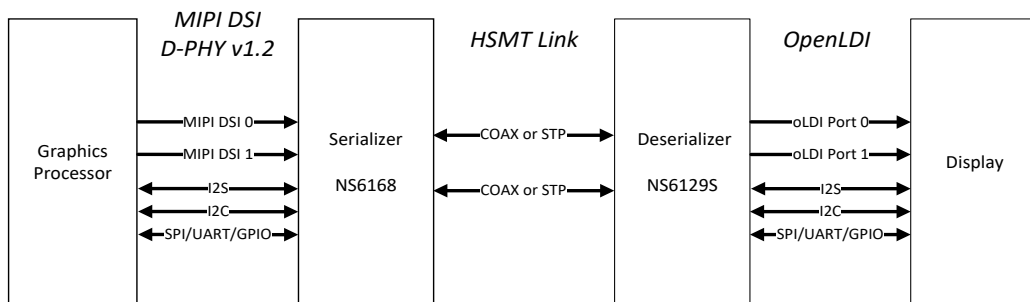 MIPI DSI
D-PHY v1.2
HSMT Link
OpenLDI
Graphics
Processor
MIPI DSI 0
MIPI DSI 1
I2S
I2C
SPI/UART/GPIO
Serializer
NS6168
COAX or STP
COAX or STP
Deserializer
NS6129S
oLDI Port 0
oLDI Port 1
I2S
I2C
SPI/UART/GPIO
Display